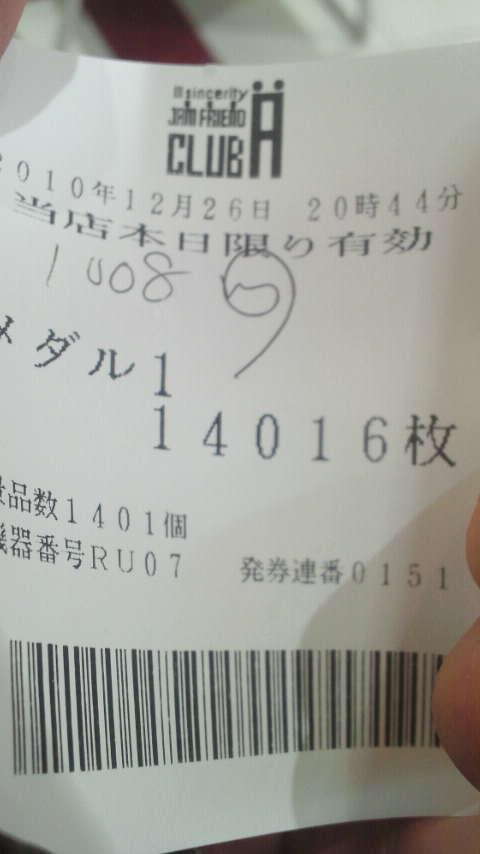 sincerity
JAM FRIEND
CLUB A
2010年12月26日 20時44分
当店本日限り有効
1008
メダル1
14016枚
景品数1401個
機器番号RU07 発券連番0151